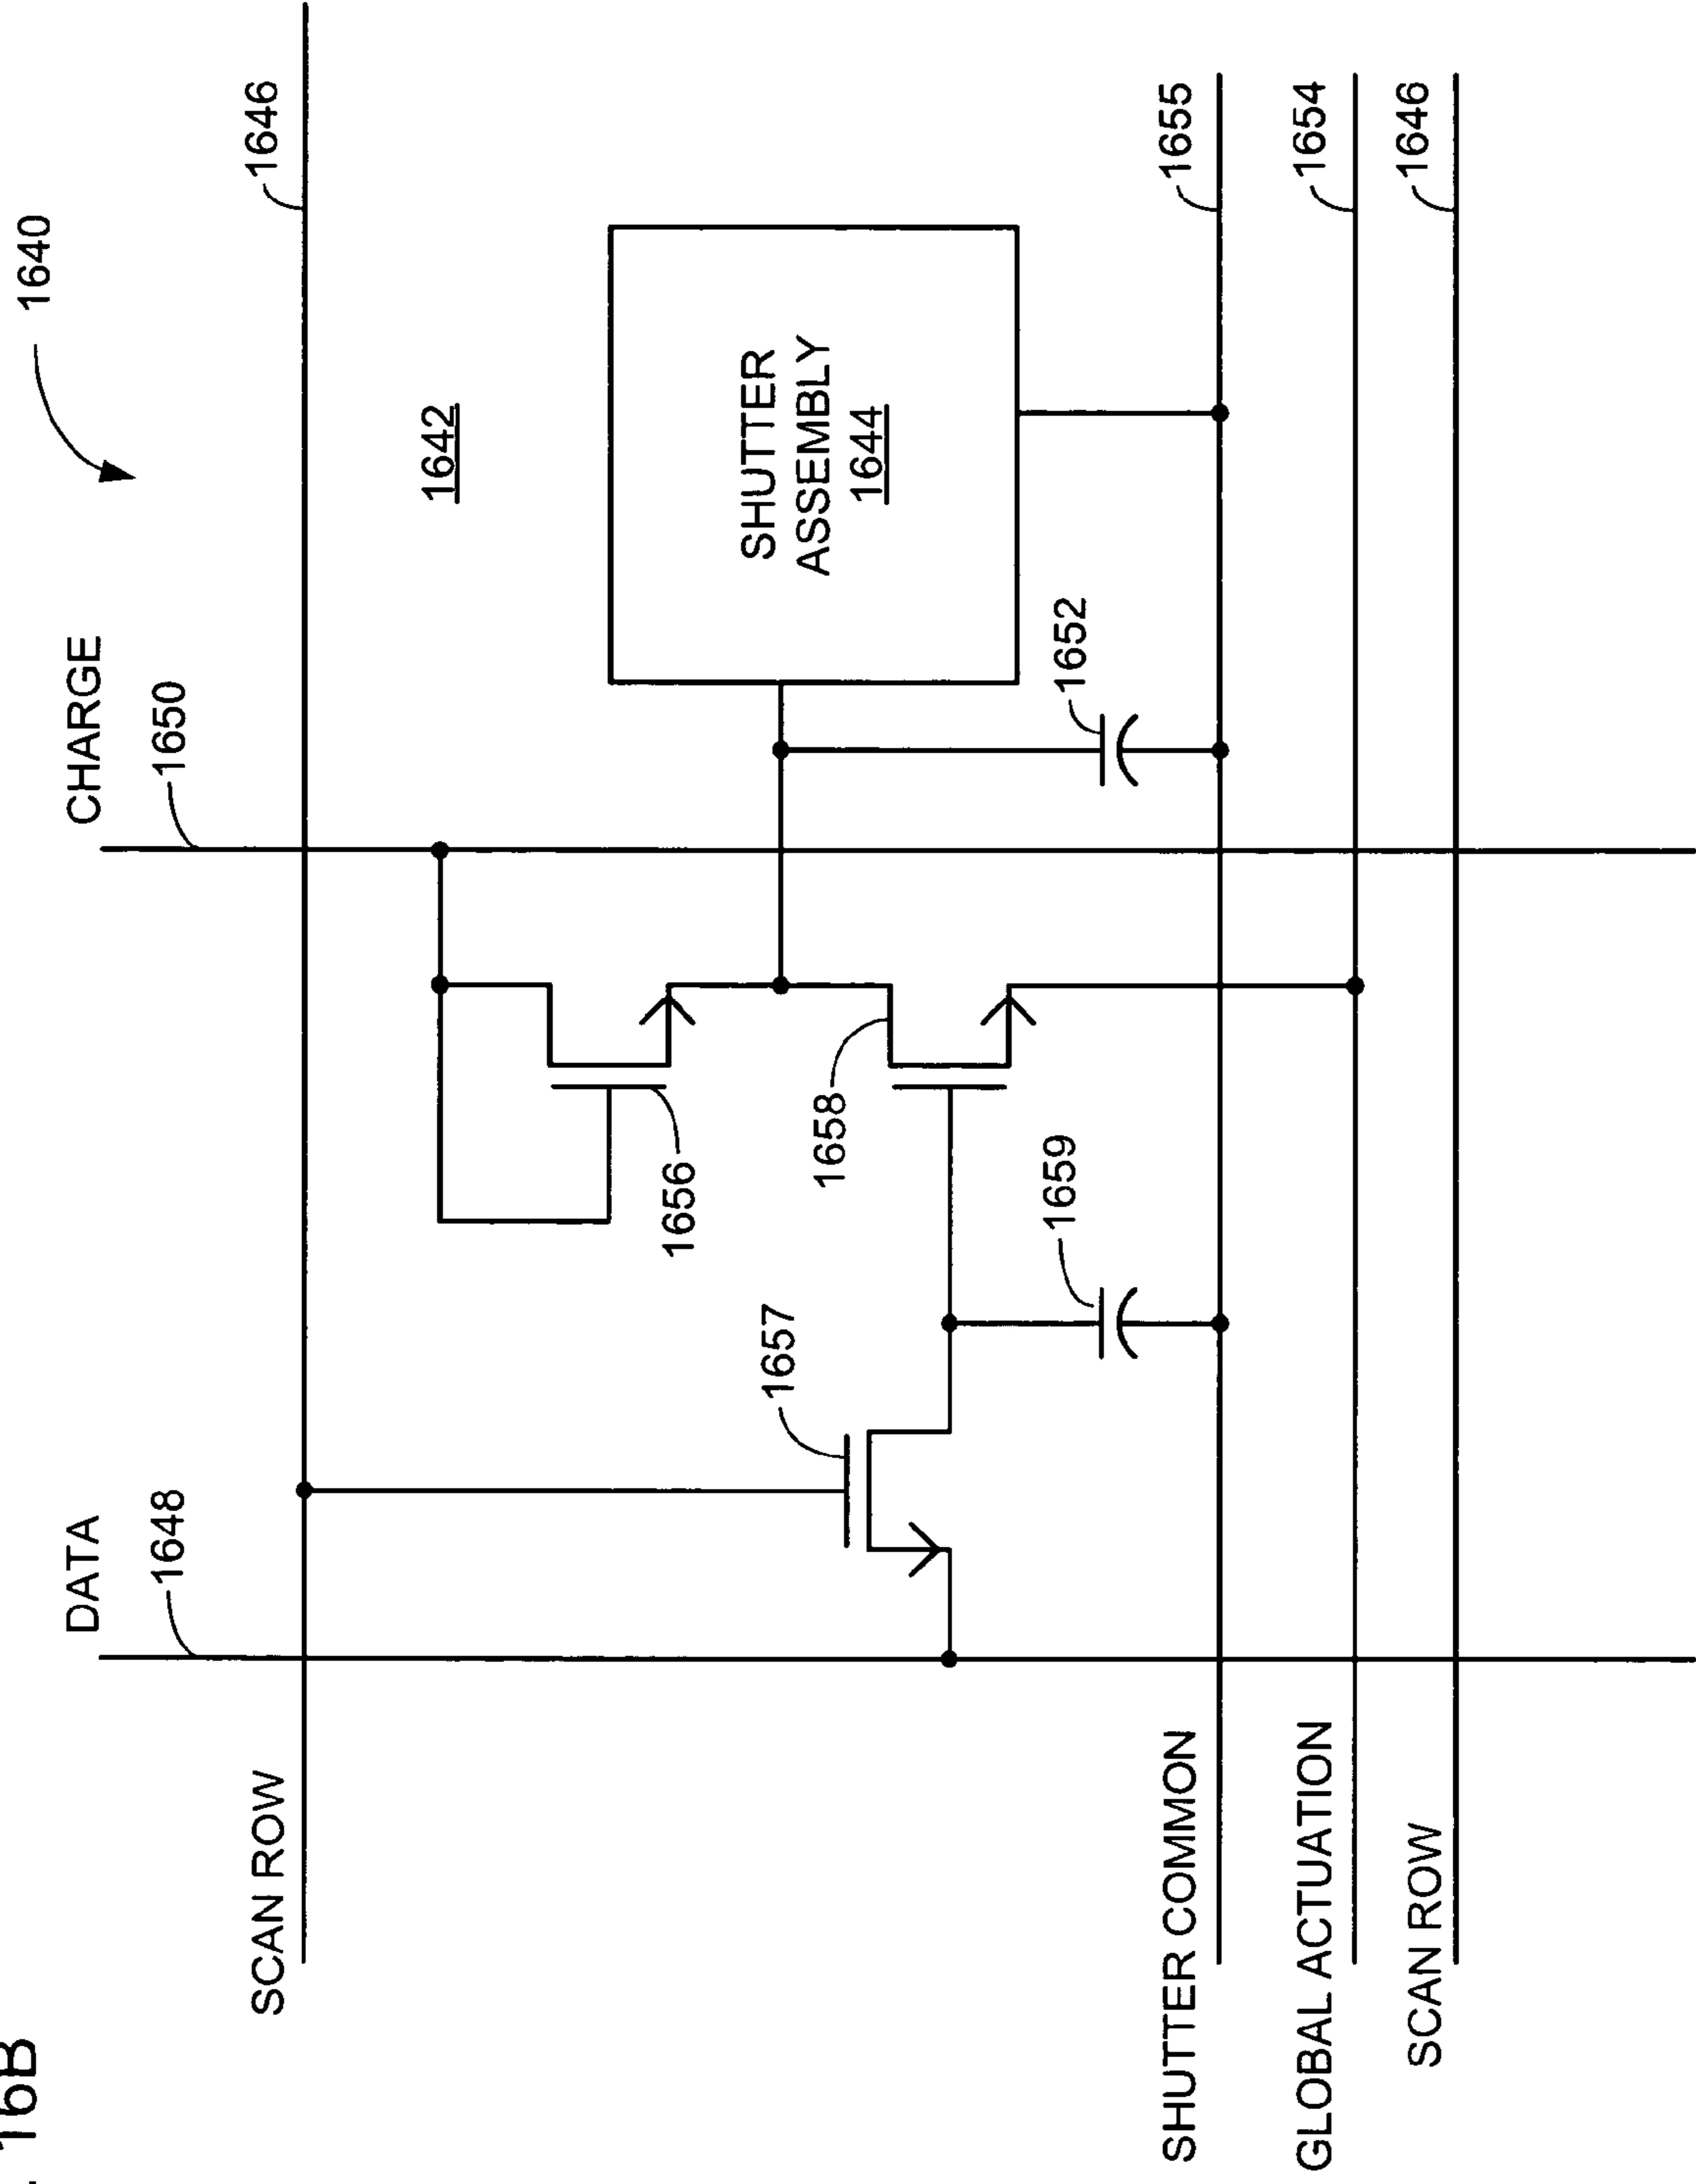 16B
1640
DATA
1648
CHARGE
1650
SCAN ROW
1646
1642
1656
1657
1658
SHUTTER
ASSEMBLY
1644
1659
1652
SHUTTER COMMON
1655
GLOBAL ACTUATION
1654
SCAN ROW
1646